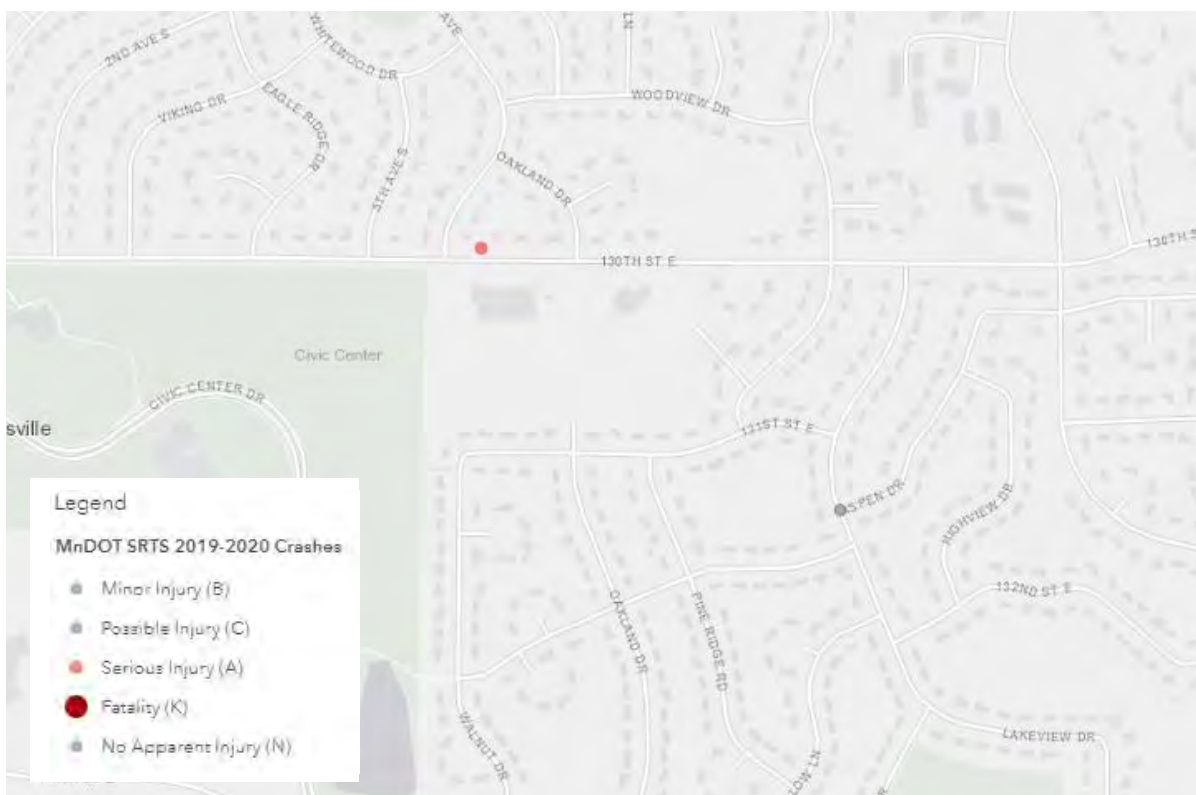 2ND AVE S
WHITEWOOD DR
AVE
LN
VIKING DR
EAGLE RIDGE DR
WOODVIEW DR
5TH AVE S
OAKLAND DR
130TH ST E
130TH S
Civic Center
CIVIC CENTER DR
sville
131ST ST E
ASPEN DR
HIGHVIEW DR
132ND ST E
OAKLAND DR
PINE RIDGE RD
WALNUT DR
LOW LN
LAKEVIEW DR
Legend
MnDOT SRTS 2019-2020 Crashes
Minor Injury (B)
Possible Injury (C)
Serious Injury (A)
Fatality (K)
No Apparent Injury (N)